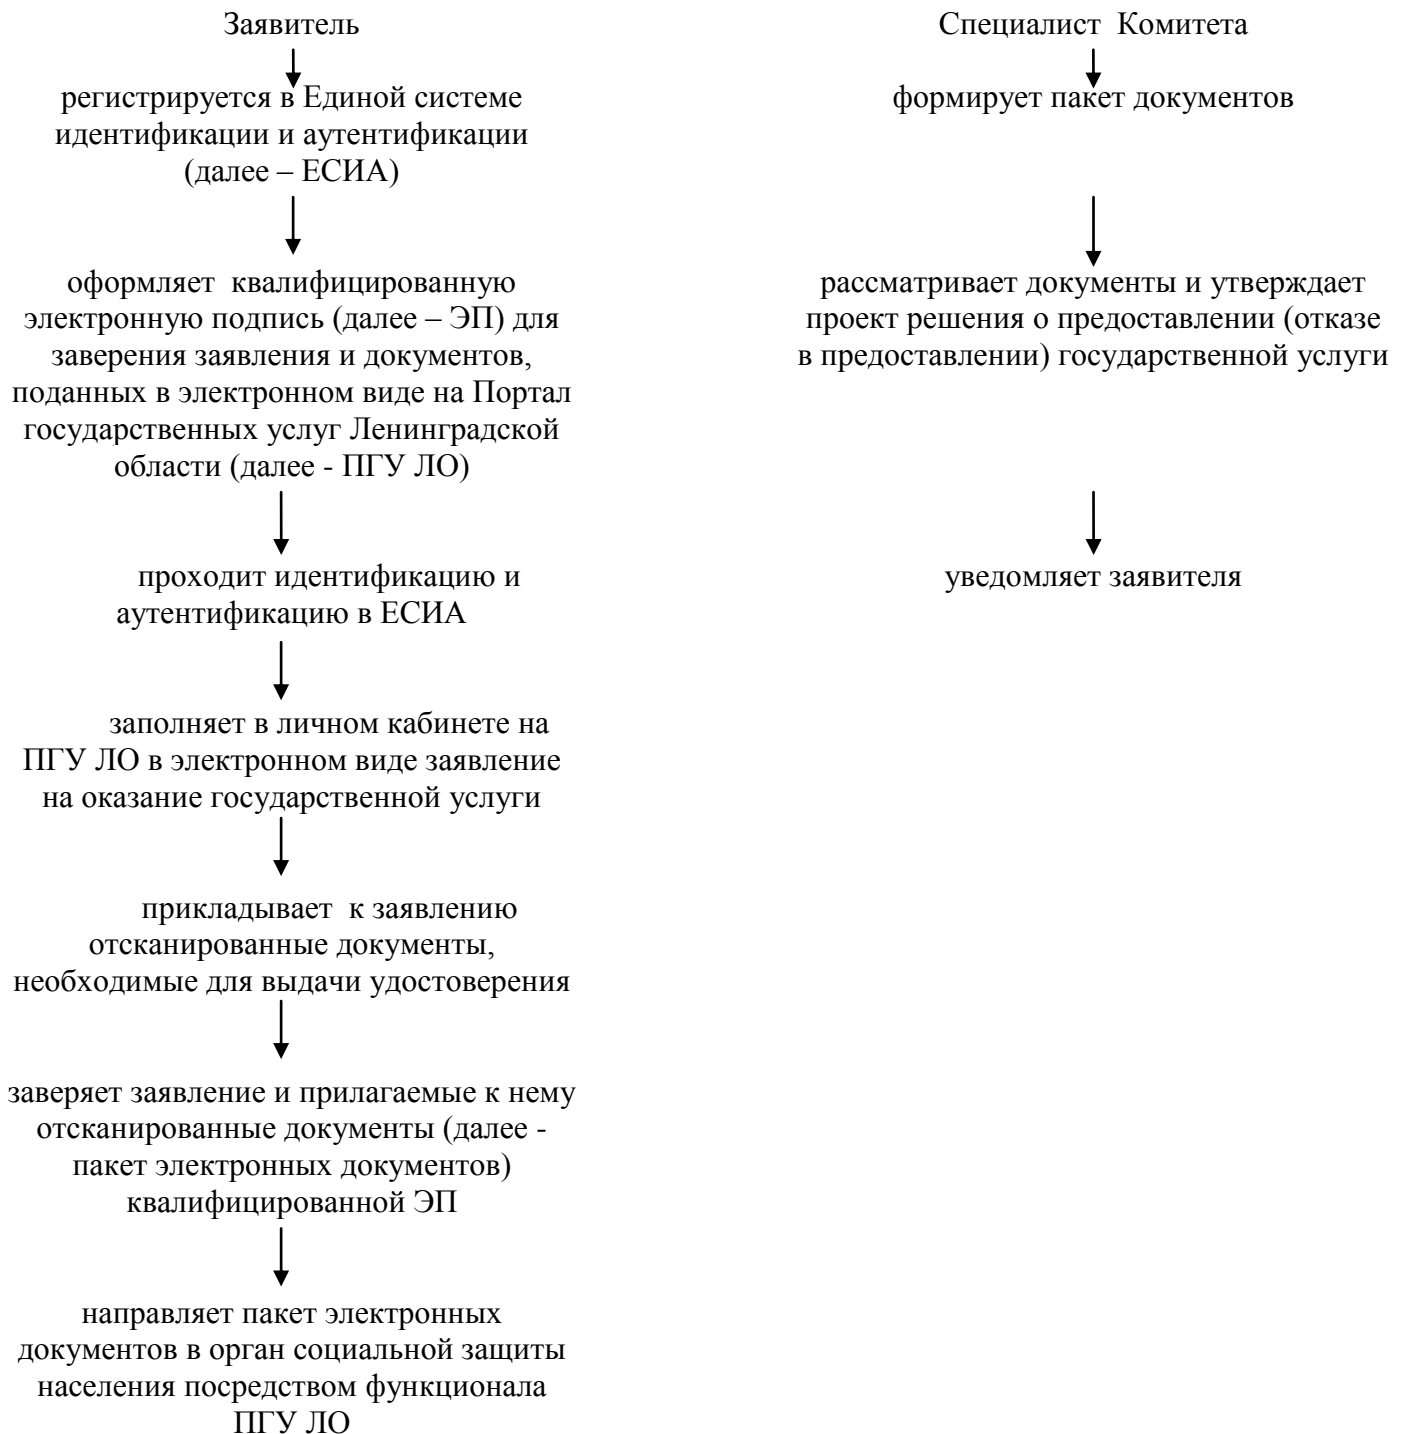 Заявитель
регистрируется в Единой системе
идентификации и аутентификации
(далее – ЕСИА)
оформляет квалифицированную
электронную подпись (далее – ЭП) для
заверения заявления и документов,
поданных в электронном виде на Портал
государственных услуг Ленинградской
области (далее - ПГУ ЛО)
проходит идентификацию и
аутентификацию в ЕСИА
заполняет в личном кабинете на
ПГУ ЛО в электронном виде заявление
на оказание государственной услуги
прикладывает к заявлению
отсканированные документы,
необходимые для выдачи удостоверения
заверяет заявление и прилагаемые к нему
отсканированные документы (далее -
пакет электронных документов)
квалифицированной ЭП
направляет пакет электронных
документов в орган социальной защиты
населения посредством функционала
ПГУ ЛО
Специалист Комитета
формирует пакет документов
рассматривает документы и утверждает
проект решения о предоставлении (отказе
в предоставлении) государственной услуги
уведомляет заявителя